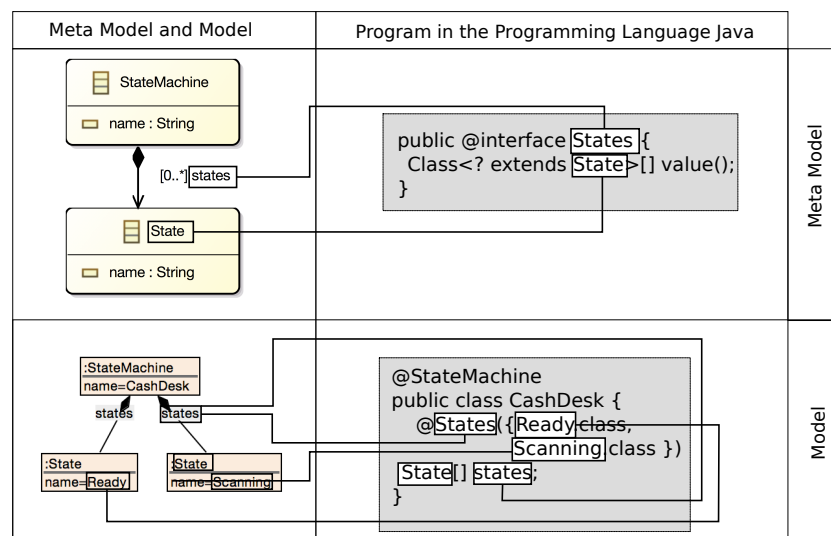 Meta Model and Model
Program in the Programming Language Java
StateMachine
name : String
[0..*] states
State
name : String
public @interface States {
Class<? extends State>[] value();
}
Meta Model
:StateMachine
name=CashDesk
states
states
:State
name=Ready
:State
name=Scanning
@StateMachine
public class CashDesk {
@States({Ready.class,
Scanning.class })
State[] states;
}
Model